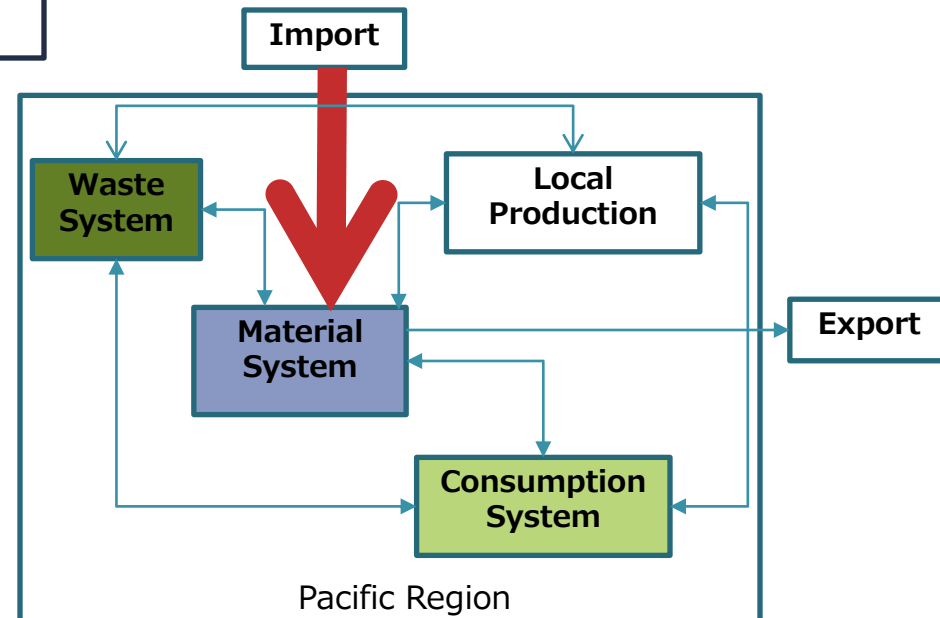 Import
Waste
System
Local
Production
Material
System
Export
Consumption
System
Pacific Region